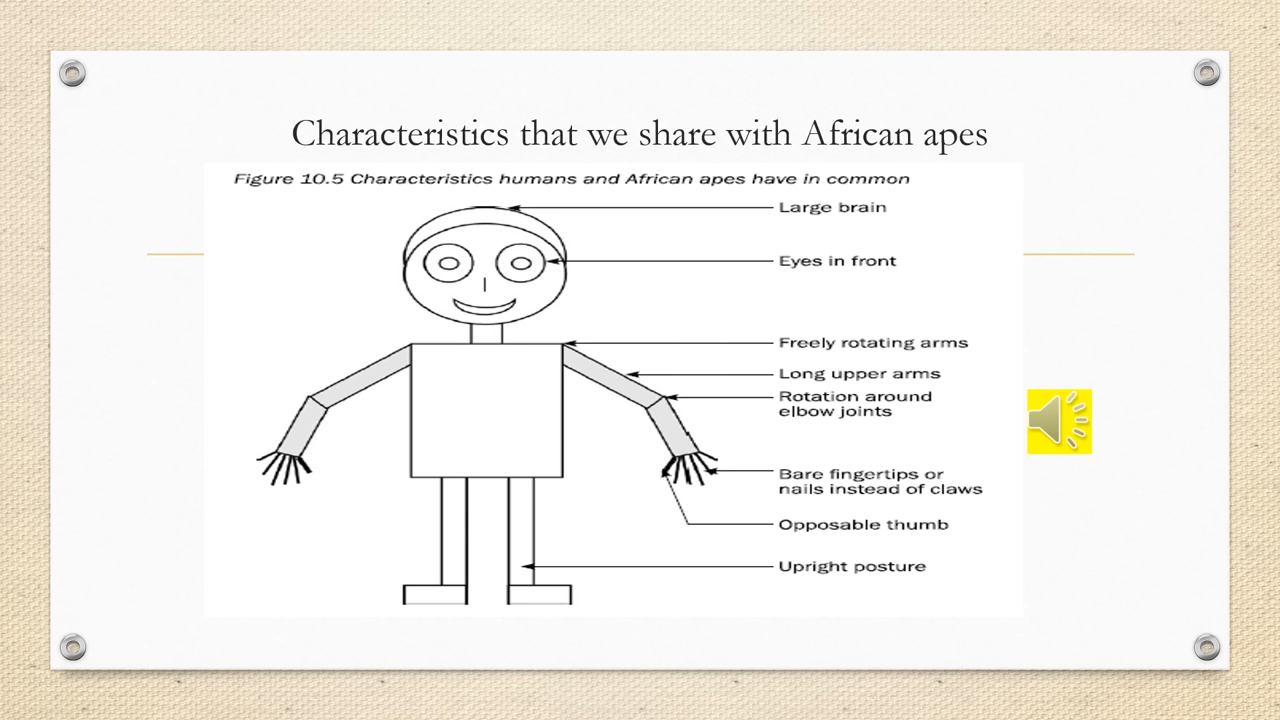 Characteristics that we share with African apes
Figure 10.5 Characteristics humans and African apes have in common
Large brain
Eyes in front
Freely rotating arms
Long upper arms
Rotation around
elbow joints
Bare fingertips or
nails instead of claws
Opposable thumb
Upright posture